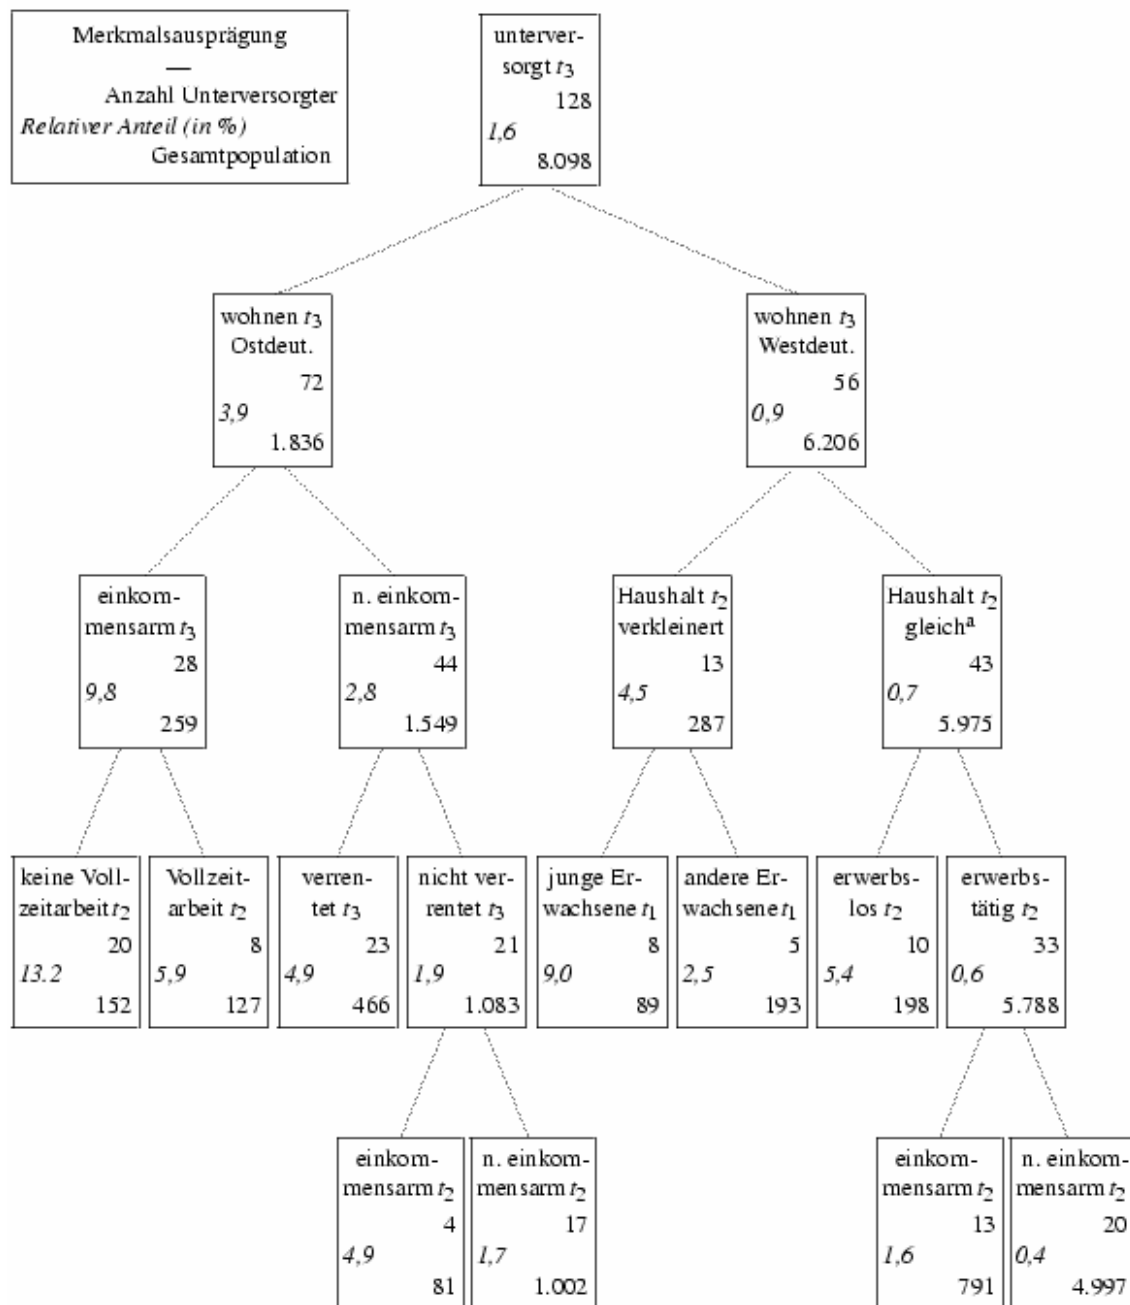 Merkmalsausprägung
—
Anzahl Unterversorgter
Relativer Anteil (in %)
Gesamtpopulation
unterver-
sorgt t3
128
1,6
8.098
wohnen t3
Ostdeut.
72
3,9
1.836
wohnen t3
Westdeut.
56
0,9
6.206
einkom-
mensarm t3
28
9,8
259
n. einkom-
mensarm t3
44
2,8
1.549
Haushalt t2
verkleinert
13
4,5
287
Haushalt t2
gleichª
43
0,7
5.975
keine Voll-
zeitarbeit t2
20
13.2
152
Vollzeit-
arbeit t2
8
5,9
127
verren-
tet t3
23
4,9
466
nicht ver-
rentet t3
21
1,9
1.083
junge Er-
wachsene t1
8
9,0
89
andere Er-
wachsene t1
5
2,5
193
erwerbs-
los t2
10
5,4
198
erwerbs-
tätig t2
33
0,6
5.788
einkom-
mensarm t2
4
4,9
81
n. einkom-
mensarm t2
17
1,7
1.002
einkom-
mensarm t2
13
1,6
791
n. einkom-
mensarm t2
20
0,4
4.997